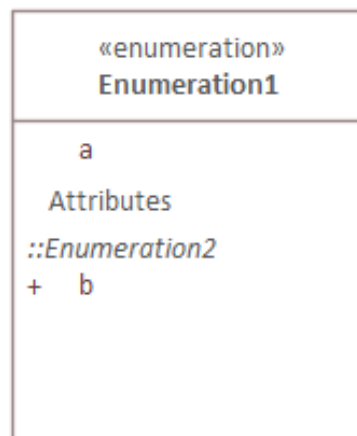 «enumeration»
Enumeration1
a
Attributes
::Enumeration2
+ b